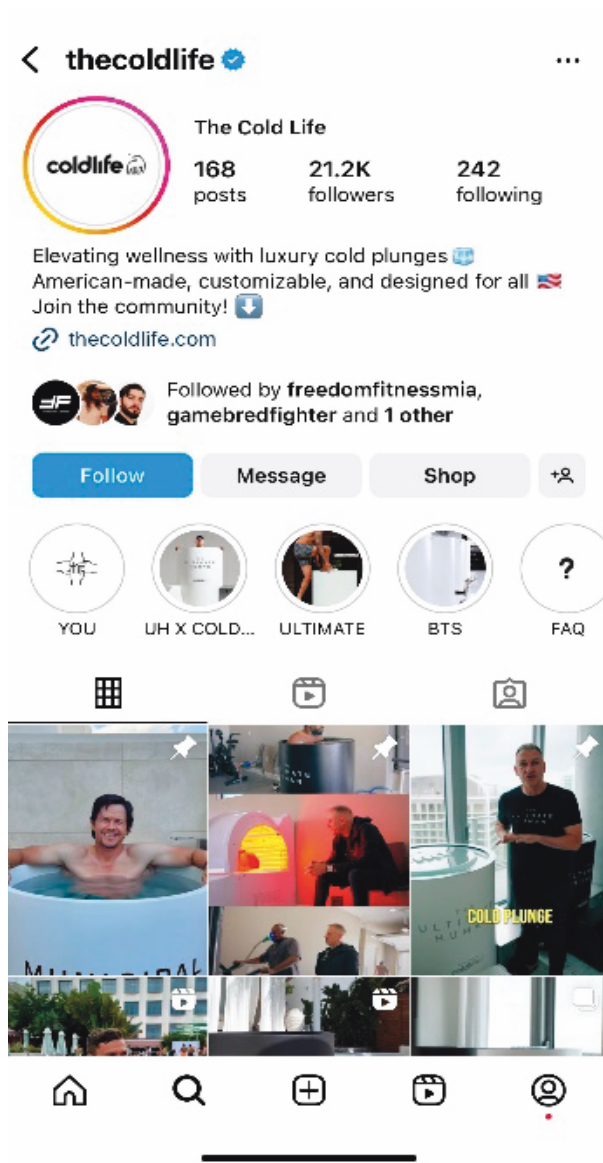 thecoldlife
The Cold Life
coldlife
168
21.2K
242
posts
followers
following
Elevating wellness with luxury cold plunges
American-made, customizable, and designed for all
Join the community!
thecoldlife.com
Followed by freedomfitnessmia,
gamebredfighter and 1 other
Follow
Message
Shop
YOU
UH X COLD...
ULTIMATE
BTS
?
FAQ
COLD PLUNGE